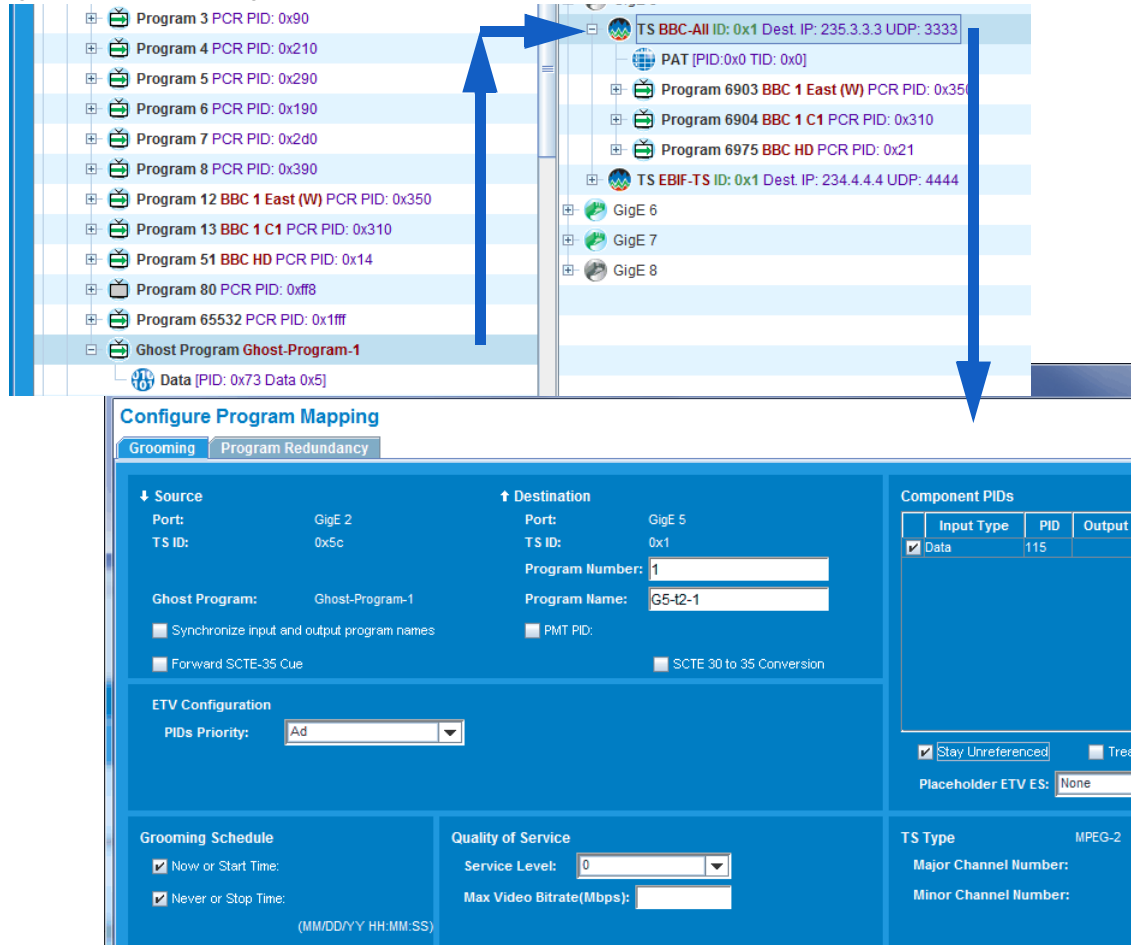 Program 3 PCR PID: 0x90
Program 4 PCR PID: 0x210
Program 5 PCR PID: 0x290
Program 6 PCR PID: 0x190
Program 7 PCR PID: 0x2d0
Program 8 PCR PID: 0x390
Program 12 BBC 1 East (W) PCR PID: 0x350
Program 13 BBC 1 C1 PCR PID: 0x310
Program 51 BBC HD PCR PID: 0x14
Program 80 PCR PID: 0xff8
Program 65532 PCR PID: 0x1fff
Ghost Program Ghost-Program-1
Data [PID: 0x73 Data 0x5]
TS BBC-All ID: 0x1 Dest. IP: 235.3.3.3 UDP: 3333
PAT [PID:0x0 TID: 0x0]
Program 6903 BBC 1 East (W) PCR PID: 0x350
Program 6904 BBC 1 C1 PCR PID: 0x310
Program 6975 BBC HD PCR PID: 0x21
TS EBIF-TS ID: 0x1 Dest. IP: 234.4.4.4 UDP: 4444
GigE 6
GigE 7
GigE 8
Configure Program Mapping
Grooming Program Redundancy
Source
Port: GigE 2
TS ID: 0x5c
Ghost Program: Ghost-Program-1
Synchronize input and output program names
Forward SCTE-35 Cue
Destination
Port: GigE 5
TS ID: 0x1
Program Number: 1
Program Name: G5-t2-1
PMT PID:
SCTE 30 to 35 Conversion
Component PIDs
Input Type PID Output
Data 115
Stay Unreferenced
Placeholder ETV ES: None
ETV Configuration
PIDs Priority: Ad
Grooming Schedule
Now or Start Time:
Never or Stop Time:
(MM/DD/YY HH:MM:SS)
Quality of Service
Service Level: 0
Max Video Bitrate(Mbps):
TS Type MPEG-2
Major Channel Number:
Minor Channel Number: